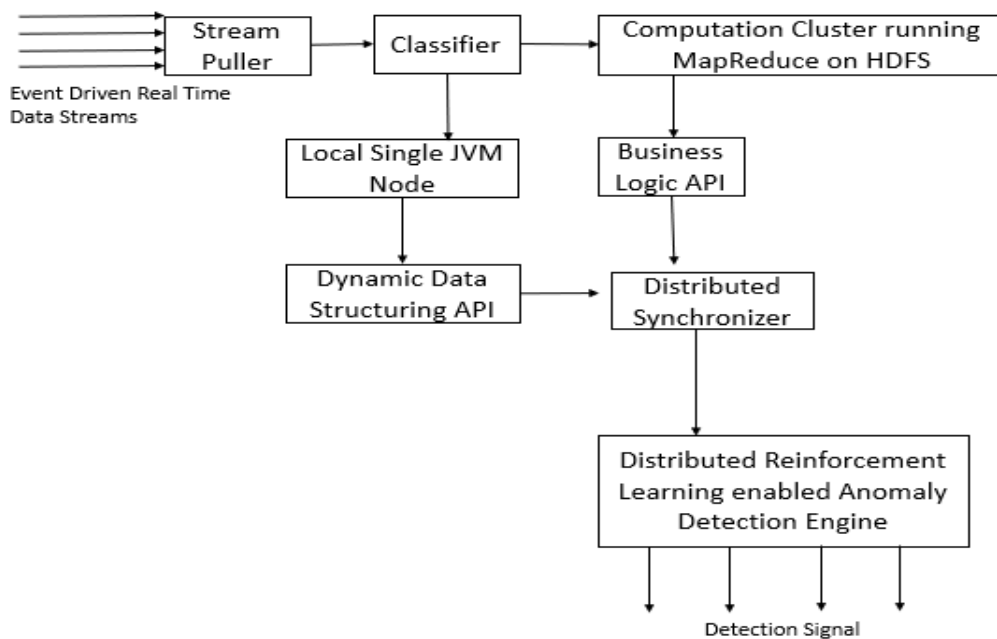 Stream
Puller
Classifier
Computation Cluster running
MapReduce on HDFS
Event Driven Real Time
Data Streams
Local Single JVM
Node
Business
Logic API
Dynamic Data
Structuring API
Distributed
Synchronizer
Distributed Reinforcement
Learning enabled Anomaly
Detection Engine
Detection Signal